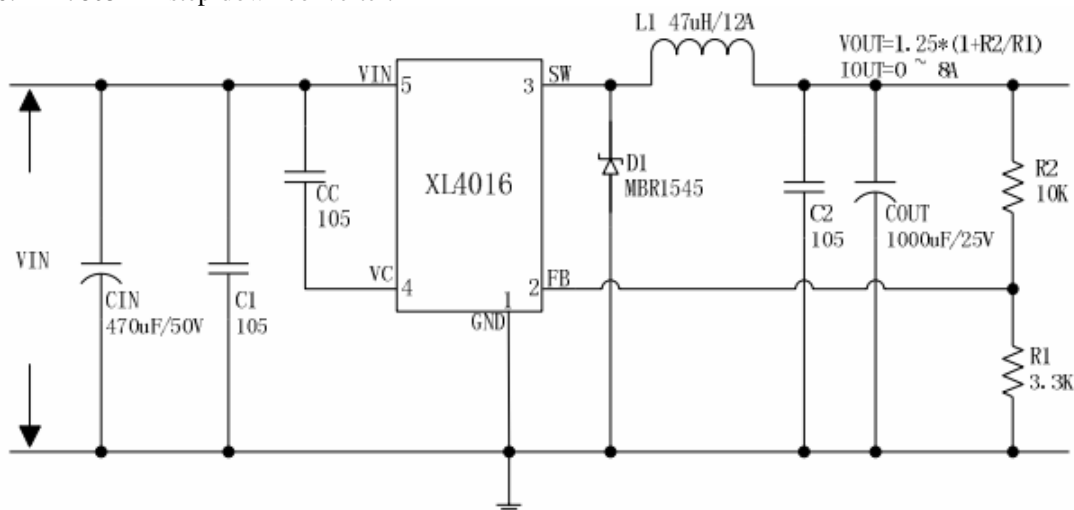 L1 47uH/12A
VOUT=1.25*(1+R2/R1)
IOUT=0 ~ 8A
VIN
5
3
SW
XL4016
D1
MBR1545
CC
105
R2
10K
C2
105
COUT
1000uF/25V
VIN
VC
4
2
FB
1
GND
CIN
470uF/50V
C1
105
R1
3.3K